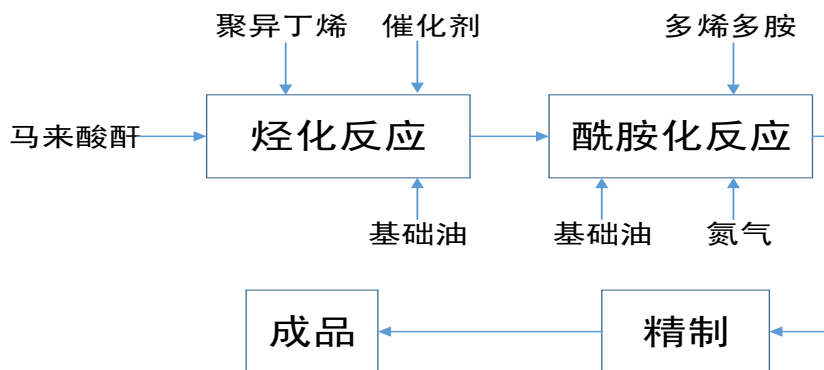 聚异丁烯 催化剂 多烯多胺
马来酸酐 烃化反应 酰胺化反应
基础油 基础油 氮气
成品 精制